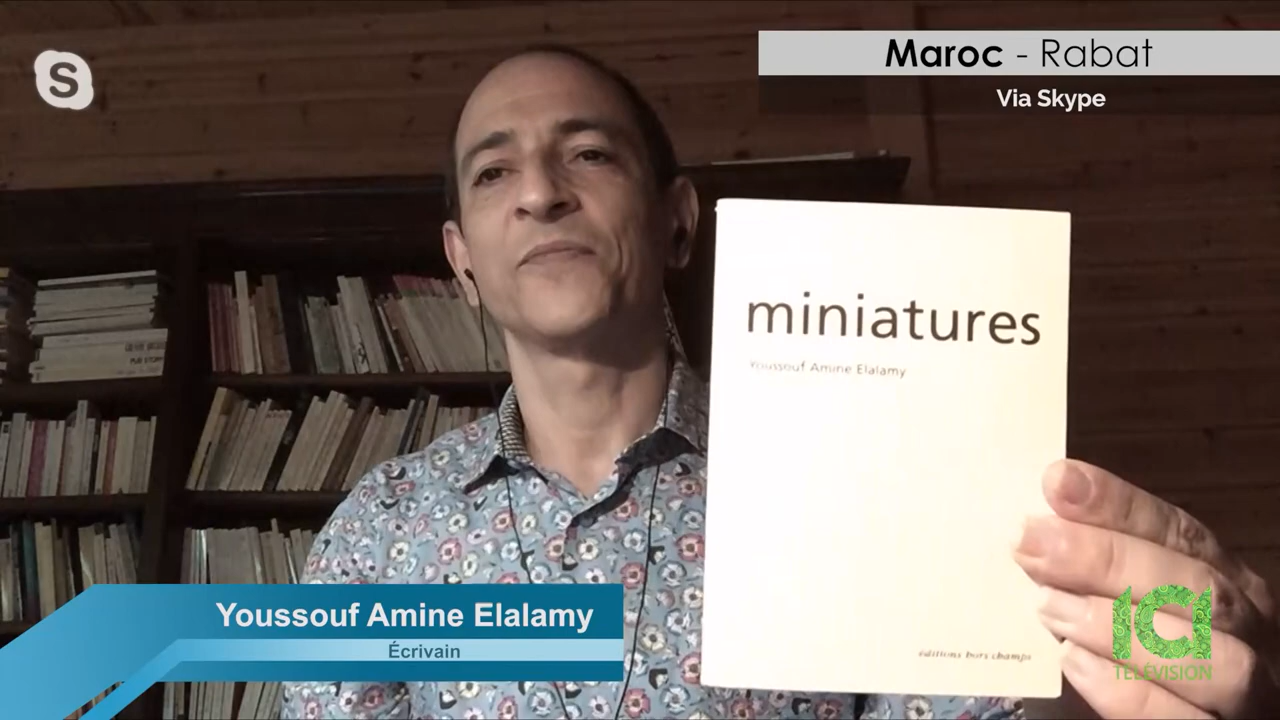 S
Maroc - Rabat
Via Skype
miniatures
Youssouf Amine Elalamy
éditions hors champs
Youssouf Amine Elalamy
Écrivain
ICI
TÉLÉVISION